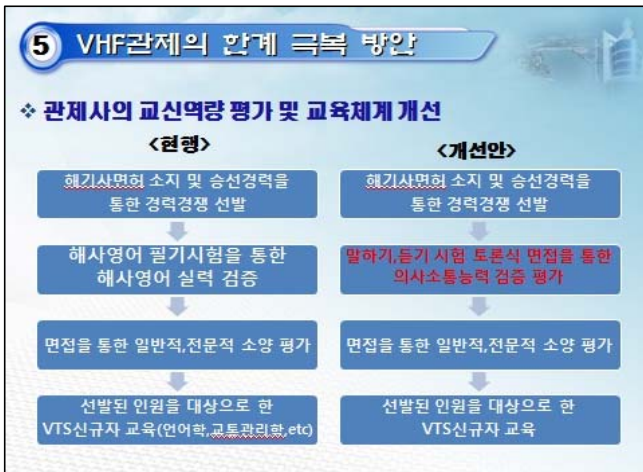 5 VHF관제의 한계 극복 방안
❖ 관제사의 교신역량 평가 및 교육체계 개선
<현행>
해기사면허 소지 및 승선경력을
통한 경력경쟁 선발
해사영어 필기시험을 통한
해사영어 실력 검증
면접을 통한 일반적,전문적 소양 평가
선발된 인원을 대상으로 한
VTS신규자 교육(언어학,교통관리학,etc)
<개선안>
해기사면허 소지 및 승선경력을
통한 경력경쟁 선발
말하기,듣기 시험 토론식 면접을 통한
의사소통능력 검증 평가
면접을 통한 일반적,전문적 소양 평가
선발된 인원을 대상으로 한
VTS신규자 교육